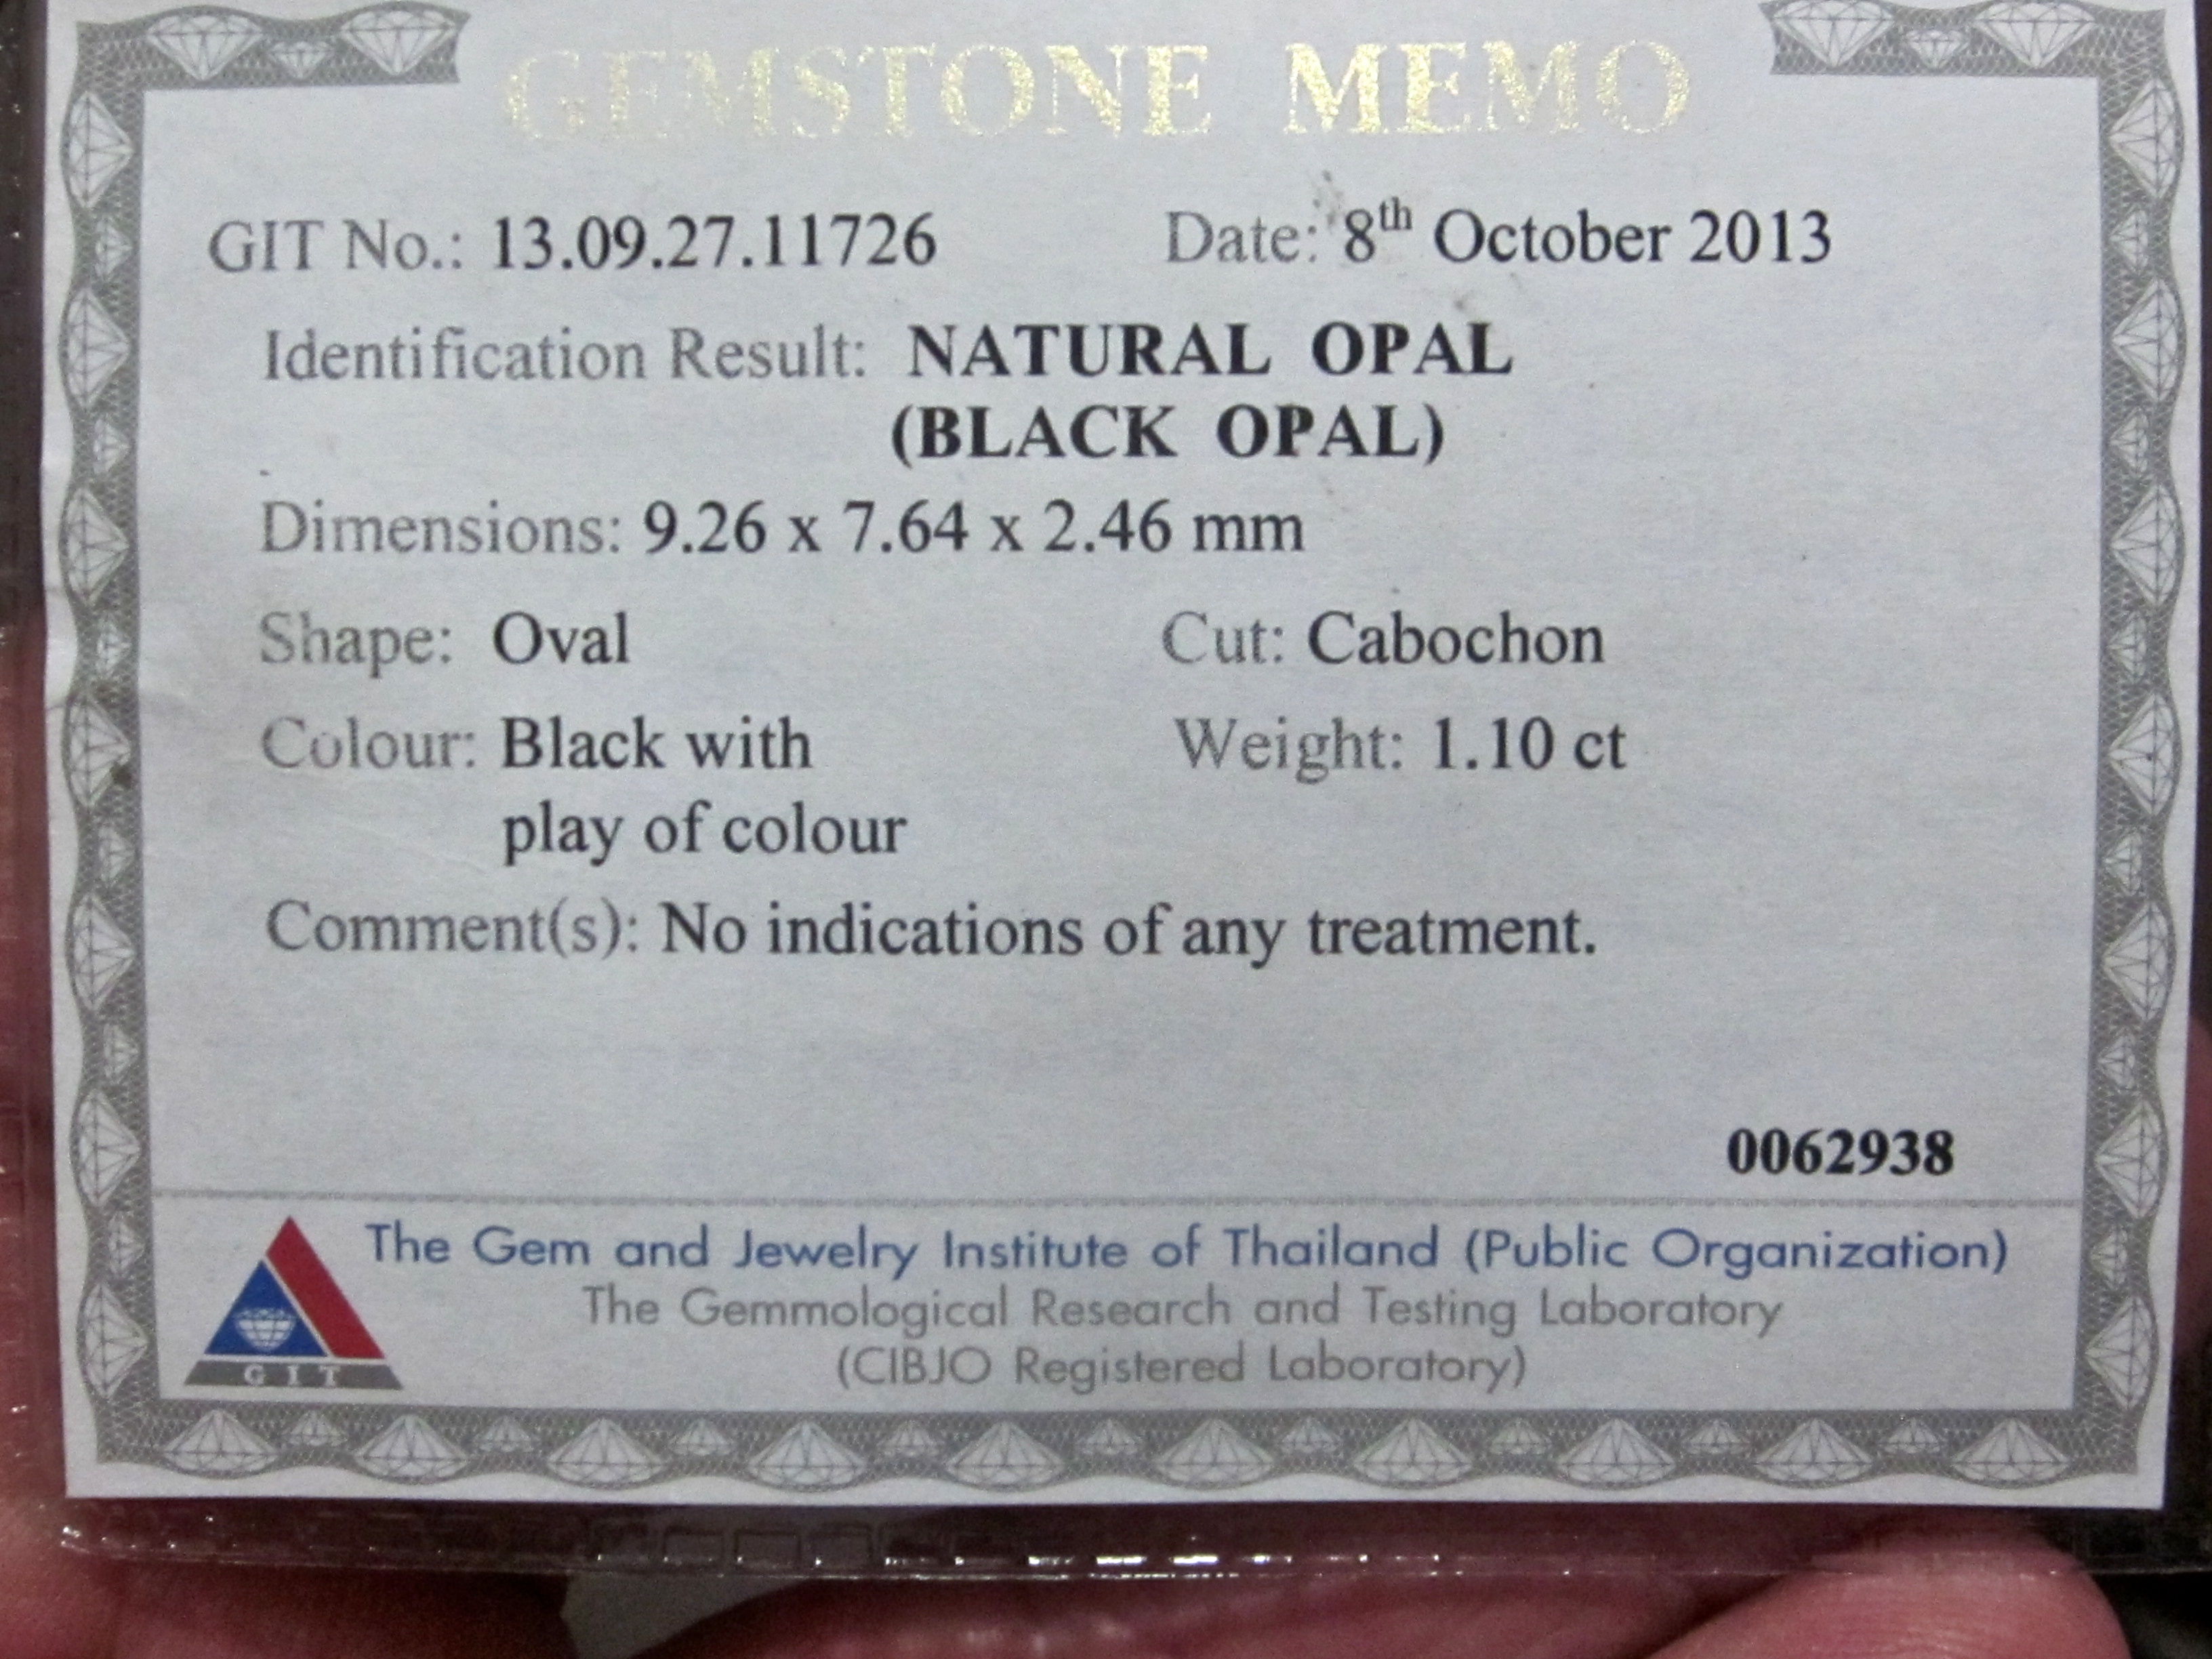 GEMSTONE MEMO
GIT No.: 13.09.27.11726 Date: 8th October 2013
Identification Result: NATURAL OPAL
(BLACK OPAL)
Dimensions: 9.26 x 7.64 x 2.46 mm
Shape: Oval Cut: Cabochon
Colour: Black with Weight: 1.10 ct
play of colour
Comment(s): No indications of any treatment.
0062938
The Gem and Jewelry Institute of Thailand (Public Organization)
The Gemmological Research and Testing Laboratory
(CIBJO Registered Laboratory)
GIT